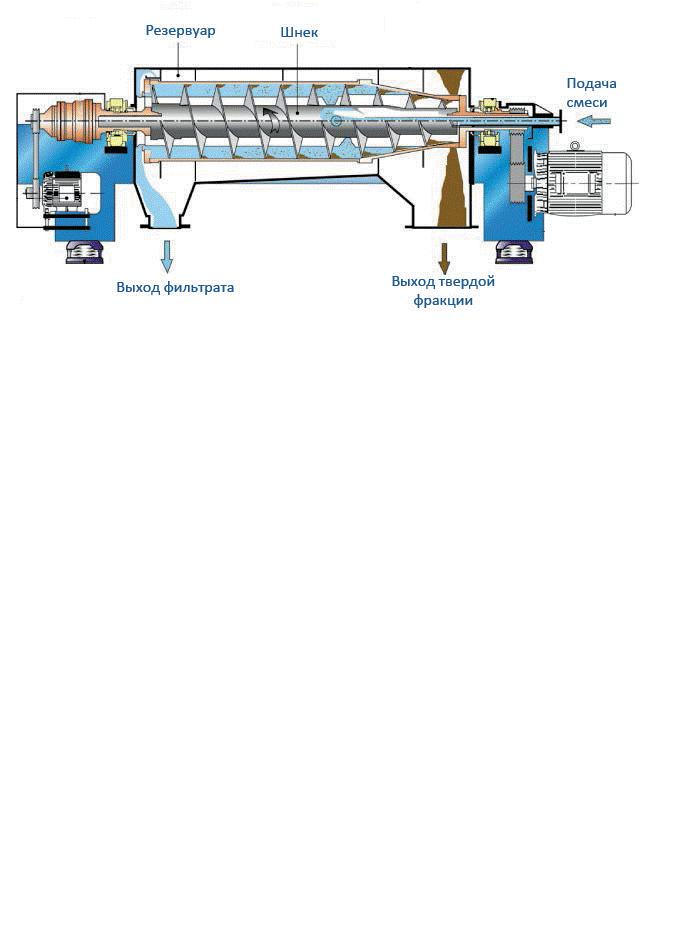 Резервуар
Шнек
Подача
смеси
Выход фильтрата
Выход твердой
фракции